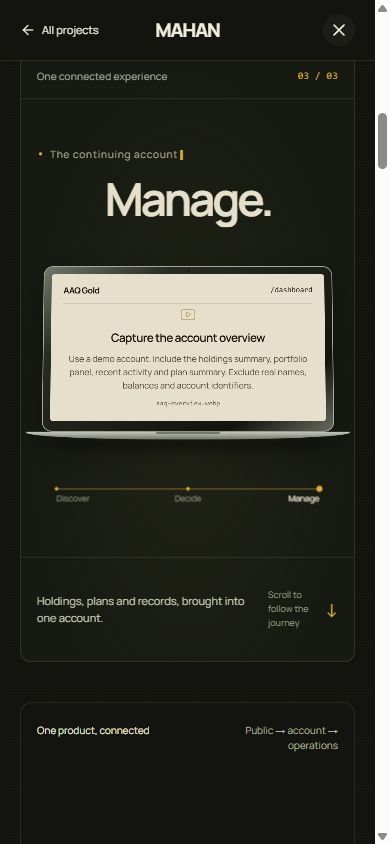 ← All projects
MAHAN
One connected experience
03 / 03
The continuing account
Manage.
AAQ Gold
/dashboard
Capture the account overview
Use a demo account. Include the holdings summary, portfolio
panel, recent activity and plan summary. Exclude real names,
balances and account identifiers.
aaq-overview.webp
Discover
Decide
Manage
Holdings, plans and records, brought into
one account.
Scroll to
follow the
journey
One product, connected
Public → account →
operations